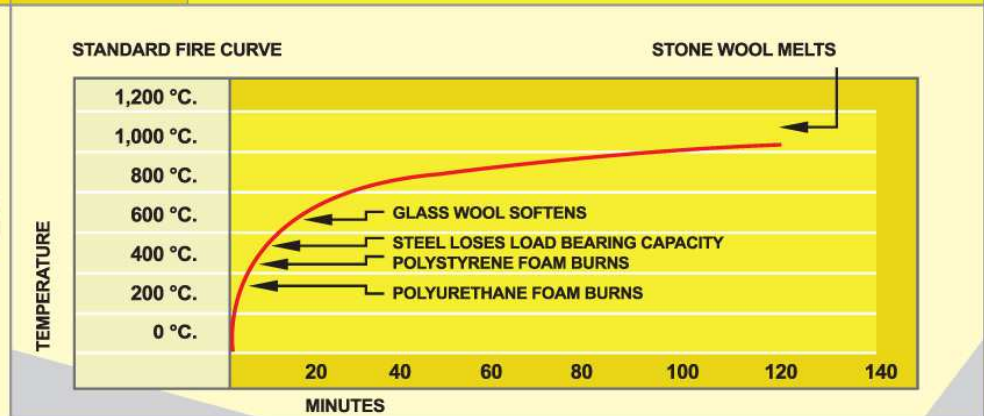 STANDARD FIRE CURVE
STONE WOOL MELTS
TEMPERATURE
1,200 °C.
1,000 °C.
800 °C.
600 °C.
400 °C.
200 °C.
0 °C.
GLASS WOOL SOFTENS
STEEL LOSES LOAD BEARING CAPACITY
POLYSTYRENE FOAM BURNS
POLYURETHANE FOAM BURNS
20 40 60 80 100 120 140
MINUTES